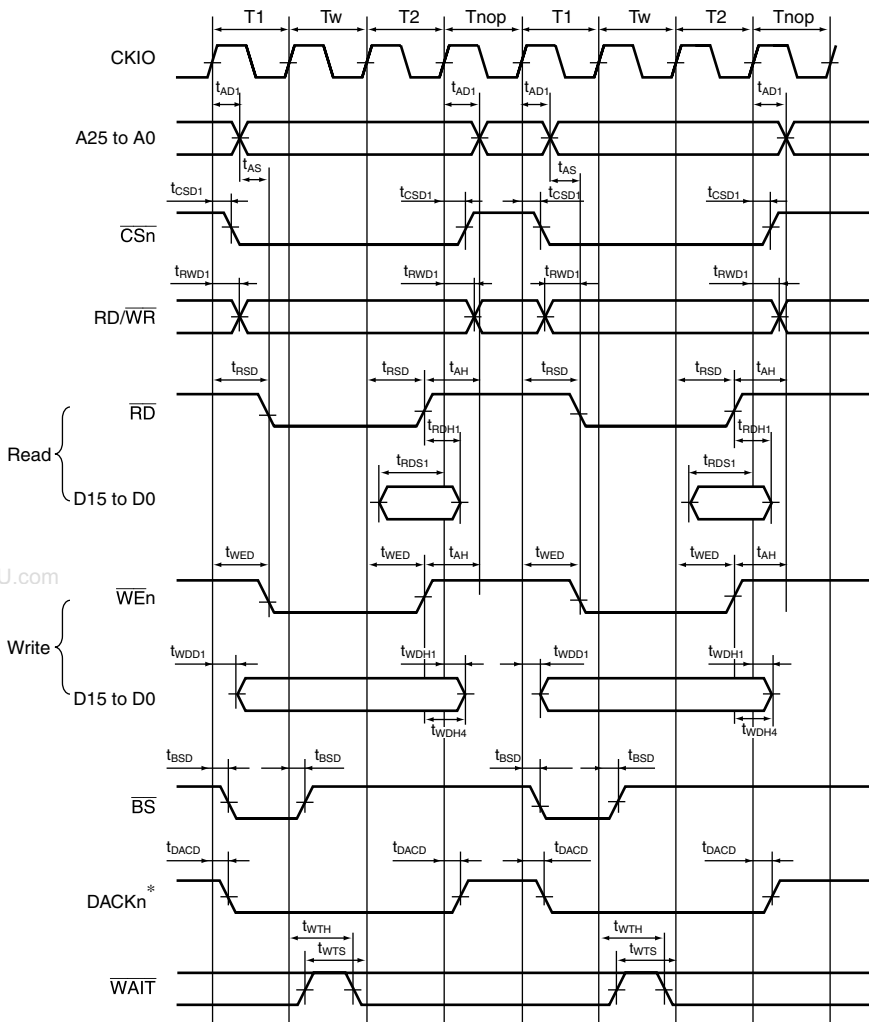 T1 Tw T2 Tnop T1 Tw T2 Tnop
CKIO
tAD1 tAD1 tAD1 tAD1
A25 to A0
tAS tAS
tCSD1 tCSD1 tCSD1 tCSD1
CSn
tRWD1 tRWD1 tRWD1 tRWD1
RD/WR
tRSD tRSD tAH tRSD tRSD tAH
RD
tRDH1 tRDH1
Read
tRDS1 tRDS1
D15 to D0
tWED tWED tAH tWED tWED tAH
U.com
WEn
Write
tWDD1 tWDH1 tWDD1 tWDH1
D15 to D0
tWDH4 tWDH4
tBSD tBSD tBSD tBSD
BS
tDACD tDACD tDACD tDACD
DACKn*
tWTH tWTH
tWTS tWTS
WAIT